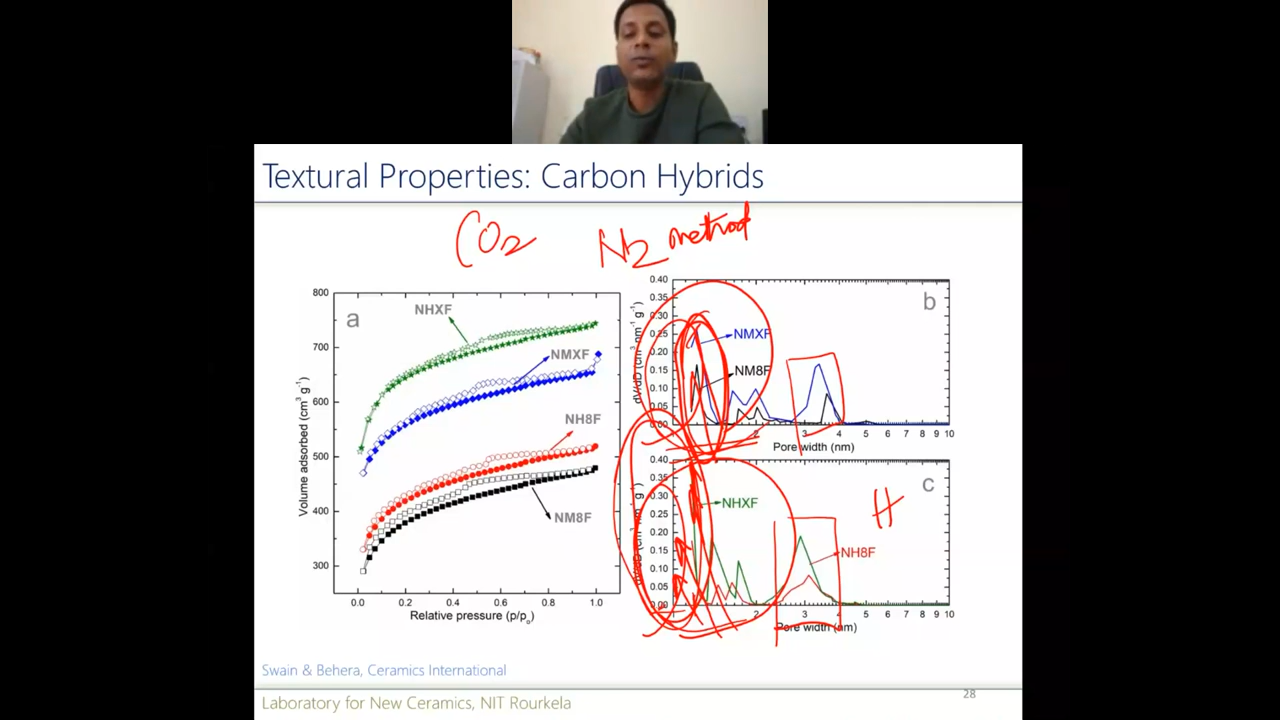 Textural Properties: Carbon Hybrids
CO2 N2 method
a
800
700
600
500
400
300
0.0 0.2 0.4 0.6 0.8 1.0
Volume adsorbed (cm3 g-1)
Relative pressure (p/po)
NHXF
NMXF
NH8F
NM8F
b
0.40
0.35
0.30
0.25
0.20
0.15
0.10
0.05
0.00
NMXF
NM8F
2 3 4 5 6 7 8 9 10
Pore width (nm)
dV/dD (cm3 nm-1 g-1)
c
0.40
0.35
0.30
0.25
0.20
0.15
0.10
0.05
0.00
NHXF
NH8F
H
2 3 4 5 6 7 8 9 10
Pore width (nm)
Swain & Behera, Ceramics International
28
Laboratory for New Ceramics, NIT Rourkela